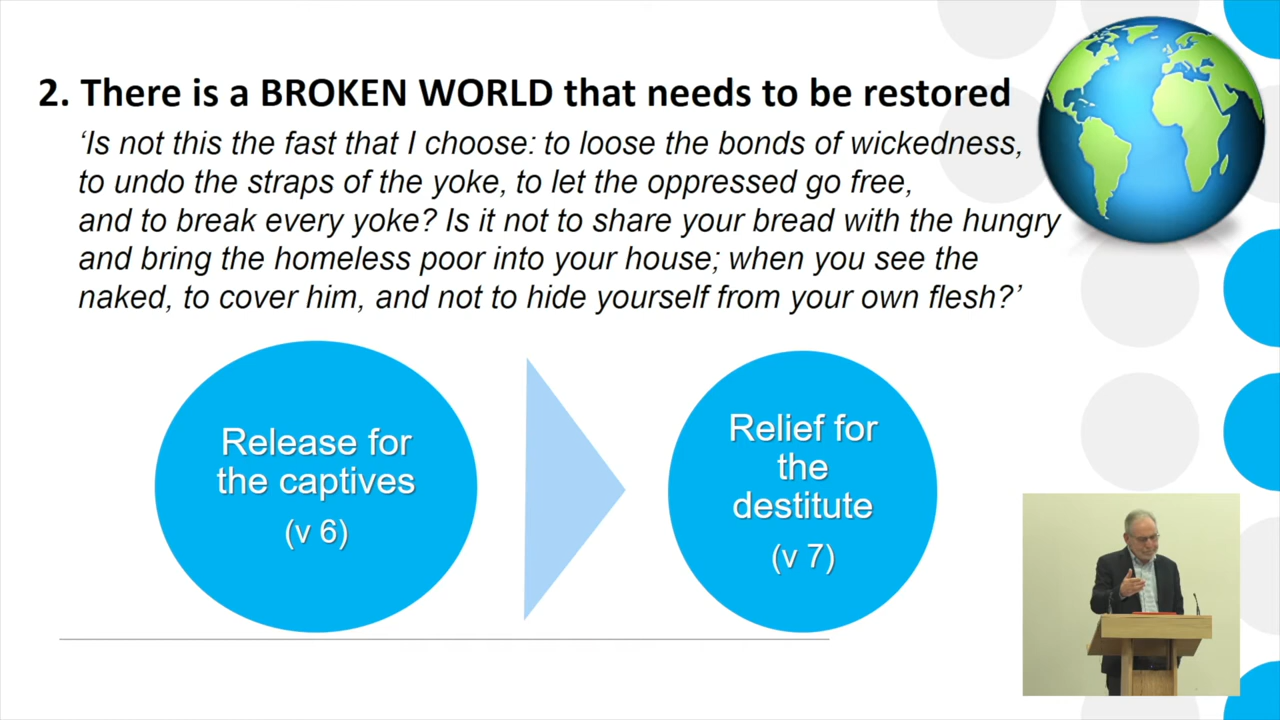 2. There is a BROKEN WORLD that needs to be restored
‘Is not this the fast that I choose: to loose the bonds of wickedness,
to undo the straps of the yoke, to let the oppressed go free,
and to break every yoke? Is it not to share your bread with the hungry
and bring the homeless poor into your house; when you see the
naked, to cover him, and not to hide yourself from your own flesh?’
Release for
the captives
(v 6)
Relief for
the
destitute
(v 7)